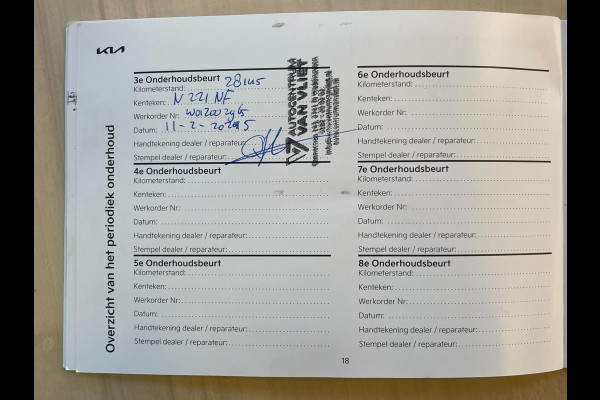 KIA
Overzicht van het periodiek onderhoud
3e Onderhoudsbeurt
Kilometerstand:
Kenteken: N221NF
Werkorder Nr:
Datum: 11-2-
Handtekening dealer / reparateur:
Stempel dealer / reparateur:
AUTOCENTRUM
VAN VLIET
4e Onderhoudsbeurt
Kilometerstand:
Kenteken:
Werkorder Nr:
Datum:
Handtekening dealer / reparateur:
Stempel dealer / reparateur:
5e Onderhoudsbeurt
Kilometerstand:
Kenteken:
Werkorder Nr:
Datum:
Handtekening dealer / reparateur:
Stempel dealer / reparateur:
6e Onderhoudsbeurt
Kilometerstand:
Kenteken:
Werkorder Nr:
Datum:
Handtekening dealer / reparateur:
Stempel dealer / reparateur:
7e Onderhoudsbeurt
Kilometerstand:
Kenteken:
Werkorder Nr:
Datum:
Handtekening dealer / reparateur:
Stempel dealer / reparateur:
8e Onderhoudsbeurt
Kilometerstand:
Kenteken:
Werkorder Nr:
Datum:
Handtekening dealer / reparateur:
Stempel dealer / reparateur:
18